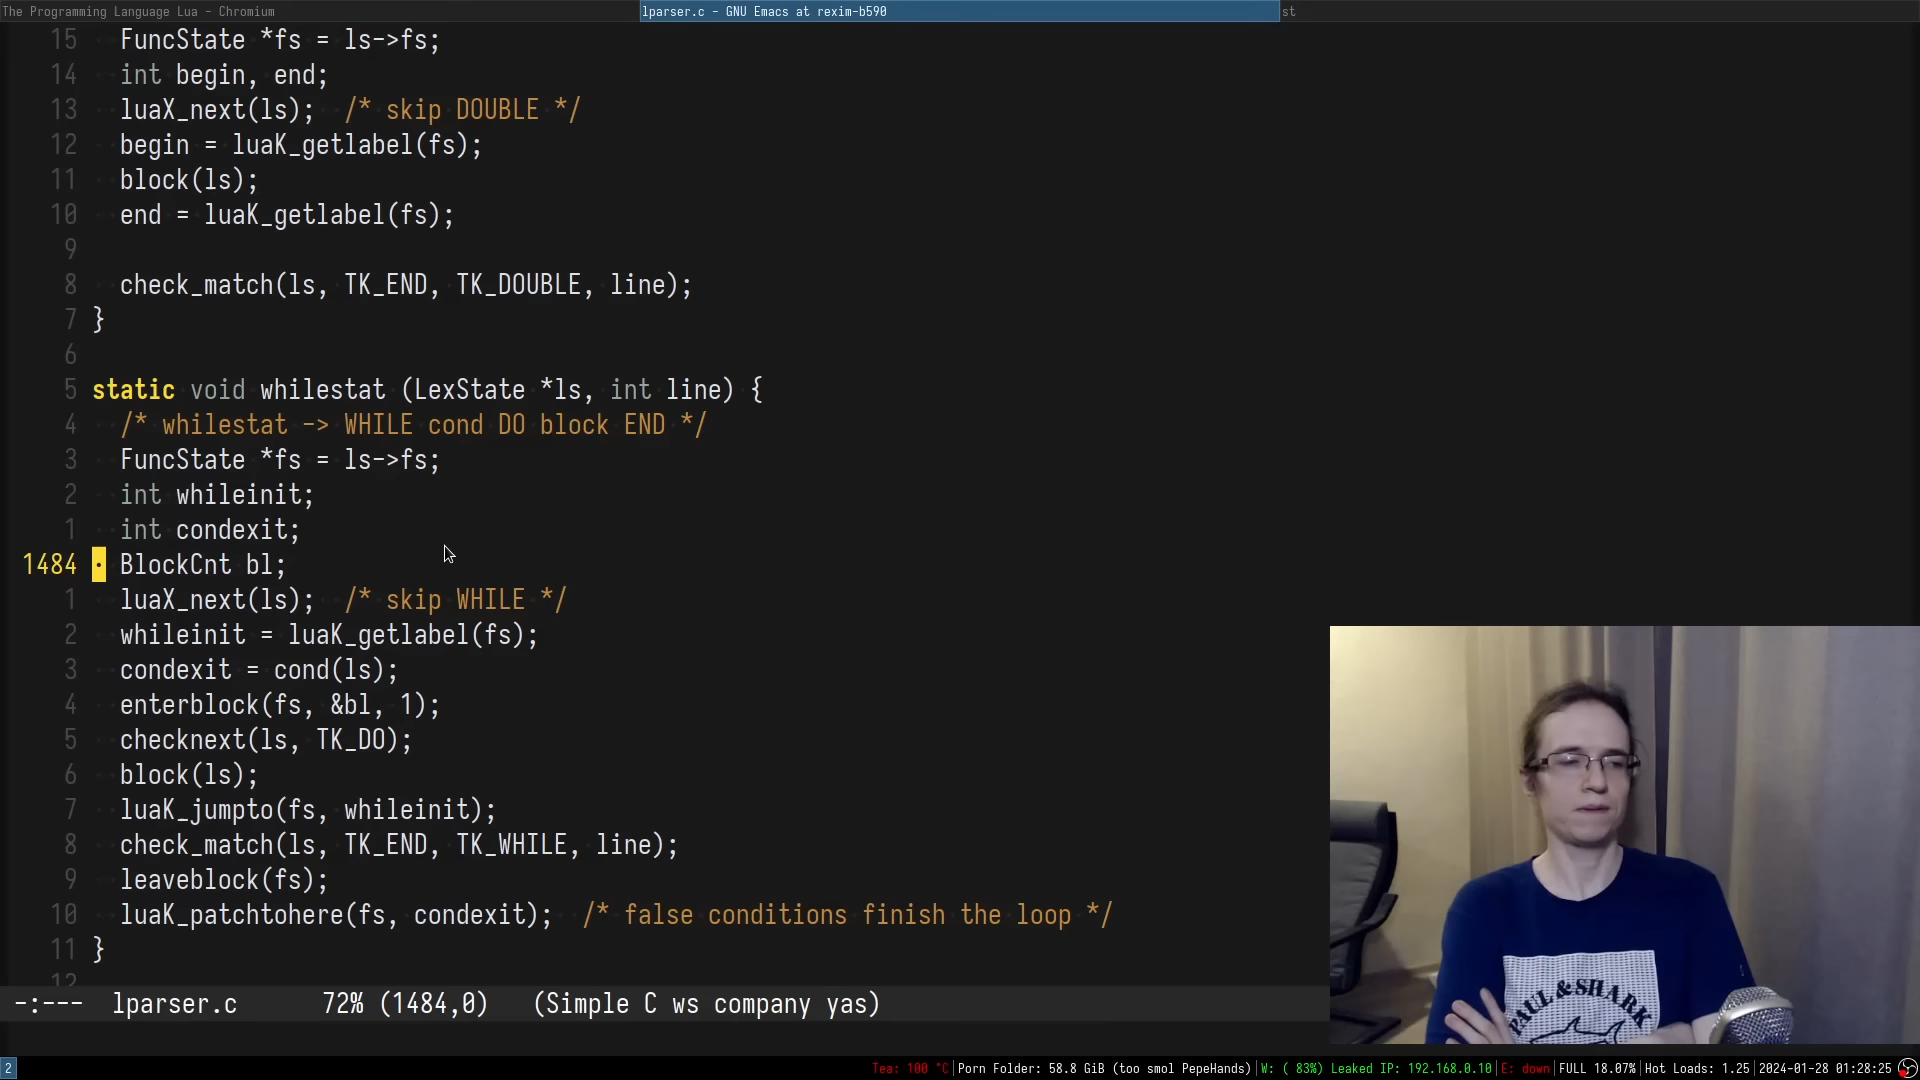 The Programming Language Lua - Chromium
lparser.c - GNU Emacs at rexim-b590
st
15 FuncState *fs = ls->fs;
14 int begin, end;
13 luaX_next(ls); /* skip DOUBLE */
12 begin = luaK_getlabel(fs);
11 block(ls);
10 end = luaK_getlabel(fs);
9
8 check_match(ls, TK_END, TK_DOUBLE, line);
7 }
6
5 static void whilestat (LexState *ls, int line) {
4 /* whilestat -> WHILE cond DO block END */
3 FuncState *fs = ls->fs;
2 int whileinit;
1 int condexit;
1484 BlockCnt bl;
1 luaX_next(ls); /* skip WHILE */
2 whileinit = luaK_getlabel(fs);
3 condexit = cond(ls);
4 enterblock(fs, &bl, 1);
5 checknext(ls, TK_DO);
6 block(ls);
7 luaK_jumpto(fs, whileinit);
8 check_match(ls, TK_END, TK_WHILE, line);
9 leaveblock(fs);
10 luaK_patchtohere(fs, condexit); /* false conditions finish the loop */
11 }
12
-:--- lparser.c 72% (1484,0) (Simple C ws company yas)
PAUL & SHARK
2
Tea: 100 °C|Porn Folder: 58.8 GiB (too smol PepeHands)|W: ( 83%) Leaked IP: 192.168.0.10|E: down|FULL 18.07%|Hot Loads: 1.25|2024-01-28 01:28:25